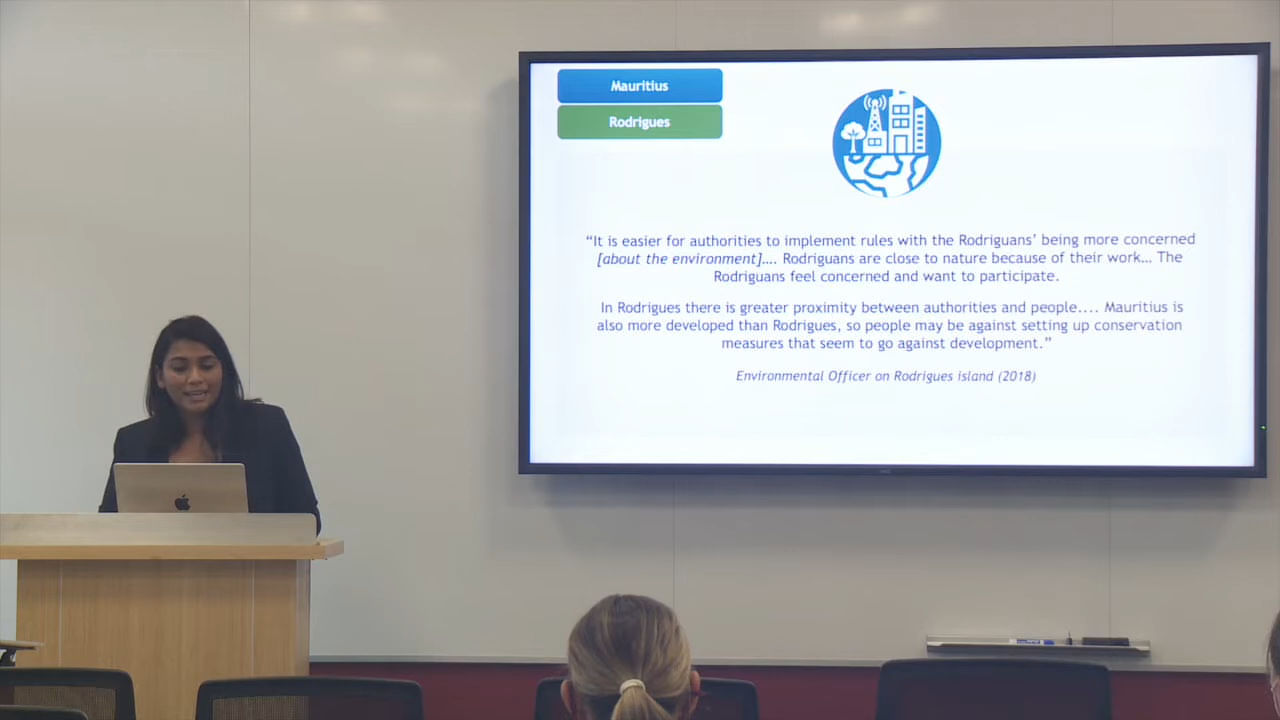 Mauritius
Rodrigues
“It is easier for authorities to implement rules with the Rodriguans’ being more concerned
[about the environment].... Rodriguans are close to nature because of their work… The
Rodriguans feel concerned and want to participate.
In Rodrigues there is greater proximity between authorities and people.... Mauritius is
also more developed than Rodrigues, so people may be against setting up conservation
measures that seem to go against development.”
Environmental Officer on Rodrigues island (2018)